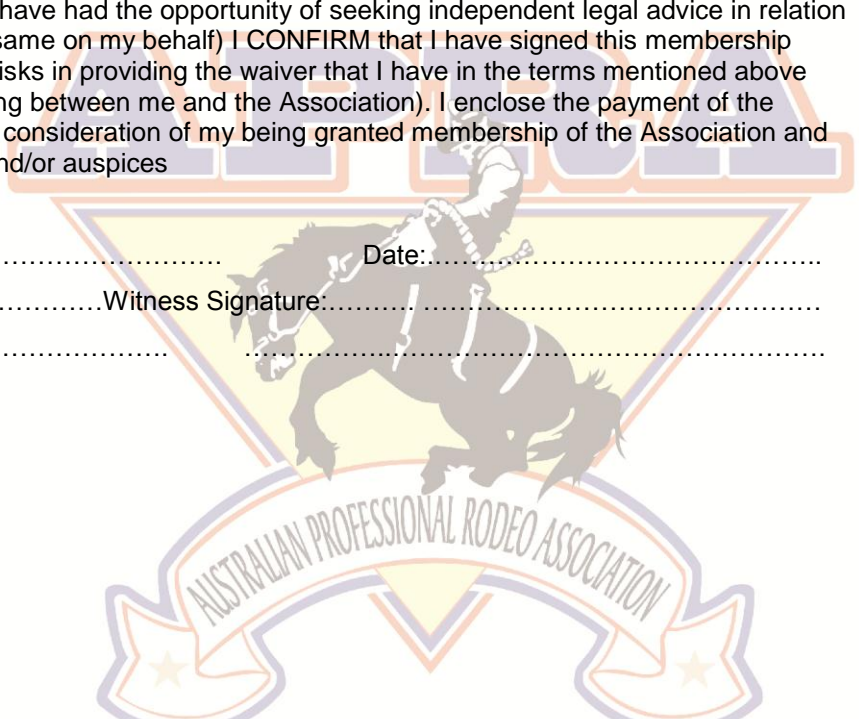 have had the opportunity of seeking independent legal advice in relation
same on my behalf) I CONFIRM that I have signed this membership
isks in providing the waiver that I have in the terms mentioned above
ng between me and the Association). I enclose the payment of the
consideration of my being granted membership of the Association and
nd/or auspices
APRA
……………………. Date:……………………………………..
…………Witness Signature:.......... ………………………………………
………………. ……………..…………………………………………….
AUSTRALIAN PROFESSIONAL RODEO ASSOCIATION